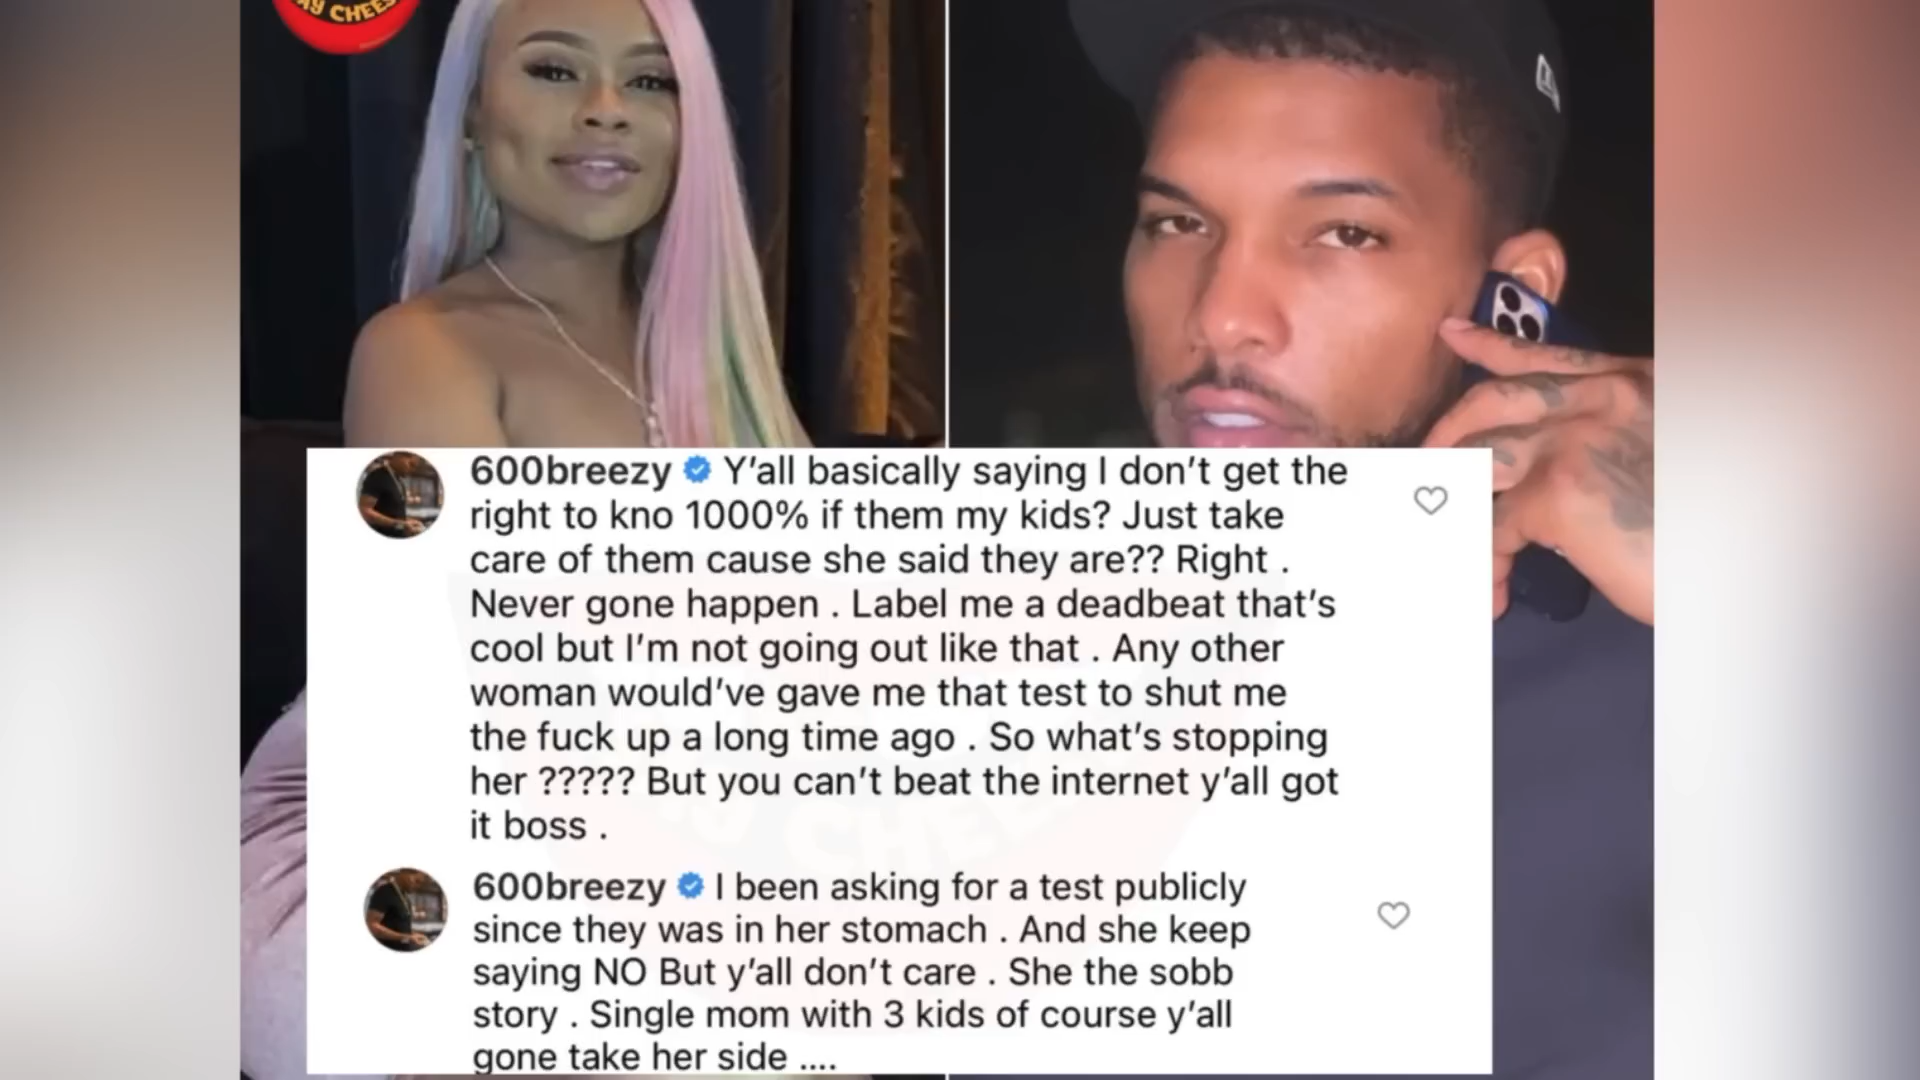 AY CHEES
600breezy Y'all basically saying I don't get the
right to kno 1000% if them my kids? Just take
care of them cause she said they are?? Right .
Never gone happen . Label me a deadbeat that's
cool but I'm not going out like that . Any other
woman would've gave me that test to shut me
the fuck up a long time ago . So what's stopping
her ????? But you can't beat the internet y'all got
it boss .
600breezy I been asking for a test publicly
since they was in her stomach . And she keep
saying NO But y'all don't care . She the sobb
story . Single mom with 3 kids of course y'all
gone take her side ....